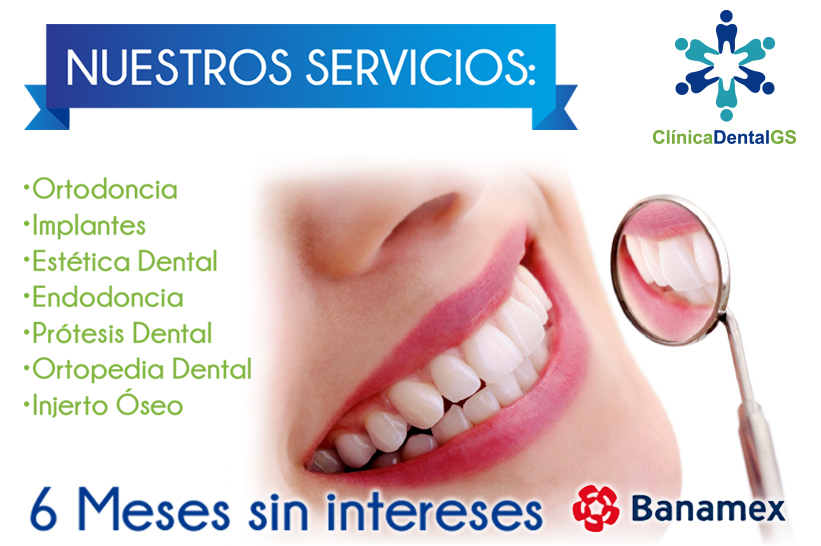 NUESTROS SERVICIOS:
ClínicaDentalGS
•Ortodoncia
•Implantes
•Estética Dental
•Endodoncia
•Prótesis Dental
•Ortopedia Dental
•Injerto Óseo
6 Meses sin intereses Banamex